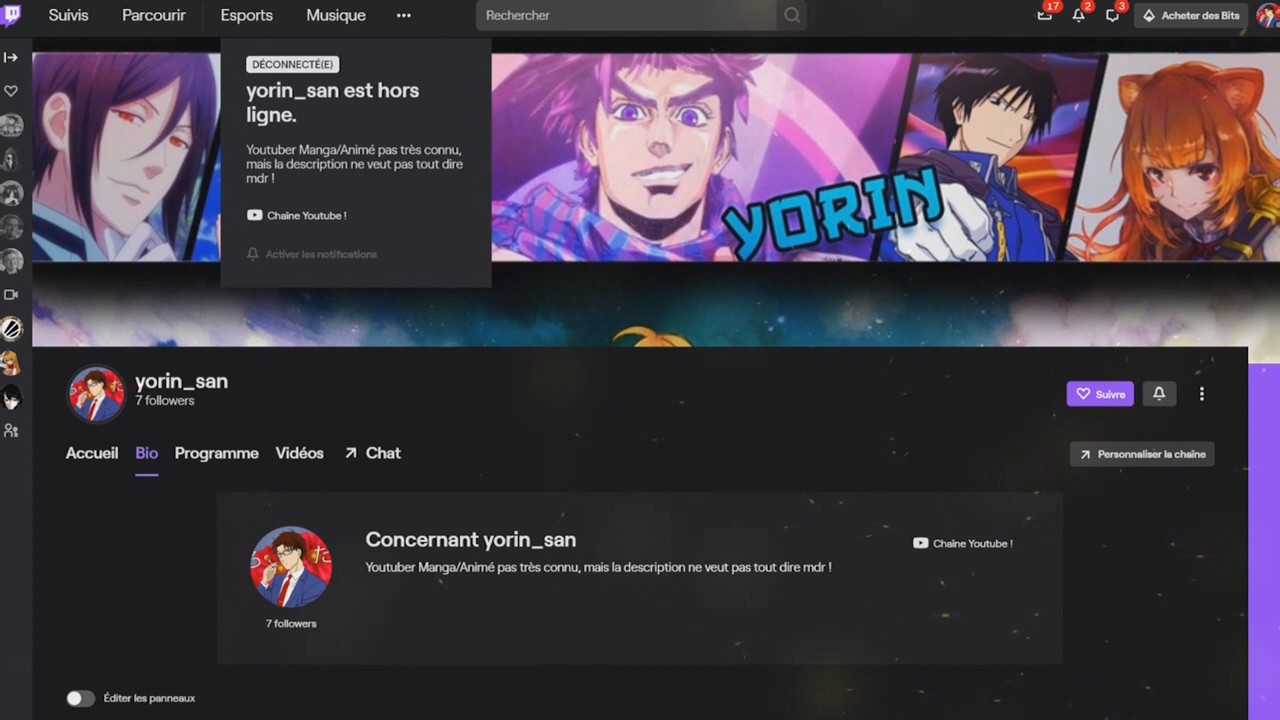 Suivis Parcourir Esports Musique ••• Rechercher 17 2 3 Acheter des Bits
DÉCONNECTÉ(E)
yorin_san est hors
ligne.
Youtuber Manga/Animé pas très connu,
mais la description ne veut pas tout dire
mdr !
Chaîne Youtube !
Activer les notifications
YORIN
yorin_san
7 followers
Suivre
Accueil Bio Programme Vidéos Chat
Personnaliser la chaîne
Concernant yorin_san
Chaîne Youtube !
Youtuber Manga/Animé pas très connu, mais la description ne veut pas tout dire mdr !
7 followers
Éditer les panneaux